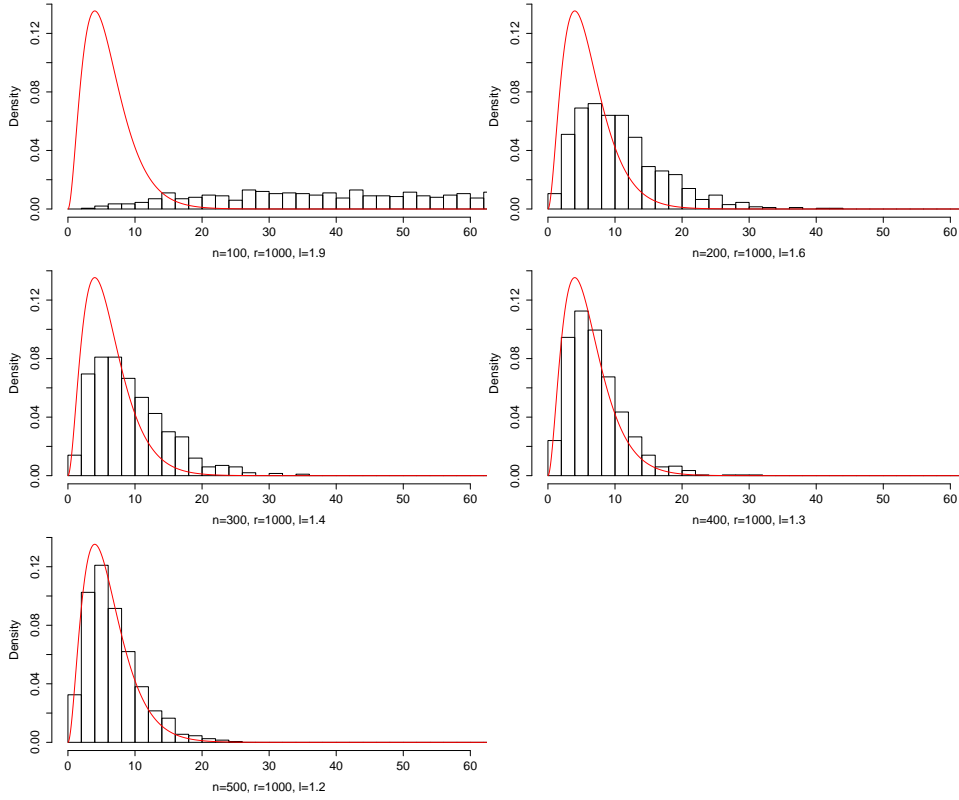 Density
0.00 0.04 0.08 0.12
0 10 20 30 40 50 60
n=100, r=1000, l=1.9
Density
0.00 0.04 0.08 0.12
0 10 20 30 40 50 60
n=200, r=1000, l=1.6
Density
0.00 0.04 0.08 0.12
0 10 20 30 40 50 60
n=300, r=1000, l=1.4
Density
0.00 0.04 0.08 0.12
0 10 20 30 40 50 60
n=400, r=1000, l=1.3
Density
0.00 0.04 0.08 0.12
0 10 20 30 40 50 60
n=500, r=1000, l=1.2